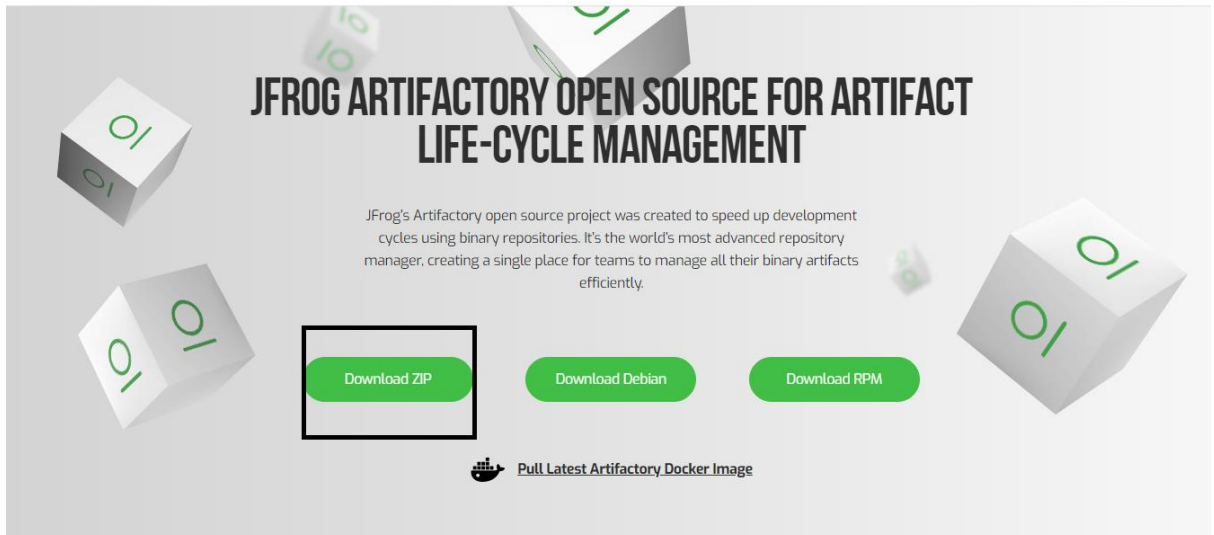 JFROG ARTIFACTORY OPEN SOURCE FOR ARTIFACT
LIFE-CYCLE MANAGEMENT
JFrog's Artifactory open source project was created to speed up development
cycles using binary repositories. It's the world's most advanced repository
manager, creating a single place for teams to manage all their binary artifacts
efficiently.
Download ZIP
Download Debian
Download RPM
Pull Latest Artifactory Docker Image